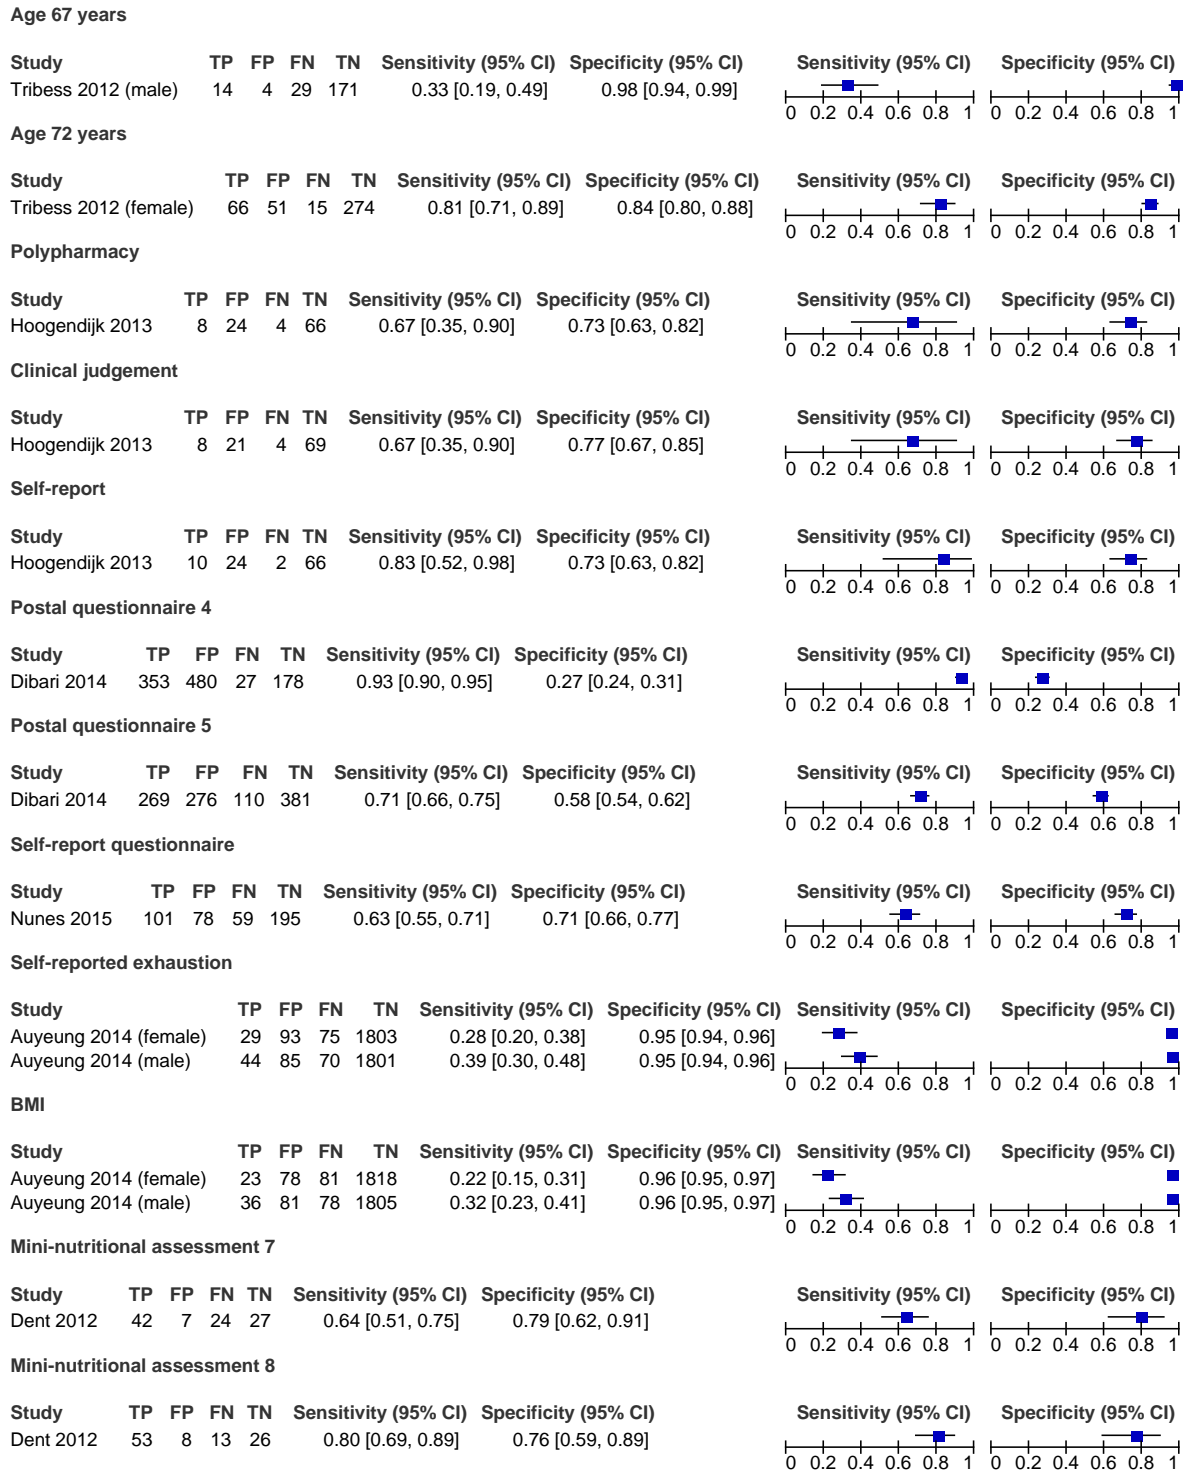 Age 67 years
Study TP FP FN TN Sensitivity (95% CI) Specificity (95% CI) Sensitivity (95% CI) Specificity (95% CI)
Tribess 2012 (male) 14 4 29 171 0.33 [0.19, 0.49] 0.98 [0.94, 0.99]
0 0.2 0.4 0.6 0.8 1 0 0.2 0.4 0.6 0.8 1
Age 72 years
Study TP FP FN TN Sensitivity (95% CI) Specificity (95% CI) Sensitivity (95% CI) Specificity (95% CI)
Tribess 2012 (female) 66 51 15 274 0.81 [0.71, 0.89] 0.84 [0.80, 0.88]
0 0.2 0.4 0.6 0.8 1 0 0.2 0.4 0.6 0.8 1
Polypharmacy
Study TP FP FN TN Sensitivity (95% CI) Specificity (95% CI) Sensitivity (95% CI) Specificity (95% CI)
Hoogendijk 2013 8 24 4 66 0.67 [0.35, 0.90] 0.73 [0.63, 0.82]
0 0.2 0.4 0.6 0.8 1 0 0.2 0.4 0.6 0.8 1
Clinical judgement
Study TP FP FN TN Sensitivity (95% CI) Specificity (95% CI) Sensitivity (95% CI) Specificity (95% CI)
Hoogendijk 2013 8 21 4 69 0.67 [0.35, 0.90] 0.77 [0.67, 0.85]
0 0.2 0.4 0.6 0.8 1 0 0.2 0.4 0.6 0.8 1
Self-report
Study TP FP FN TN Sensitivity (95% CI) Specificity (95% CI) Sensitivity (95% CI) Specificity (95% CI)
Hoogendijk 2013 10 24 2 66 0.83 [0.52, 0.98] 0.73 [0.63, 0.82]
0 0.2 0.4 0.6 0.8 1 0 0.2 0.4 0.6 0.8 1
Postal questionnaire 4
Study TP FP FN TN Sensitivity (95% CI) Specificity (95% CI) Sensitivity (95% CI) Specificity (95% CI)
Dibari 2014 353 480 27 178 0.93 [0.90, 0.95] 0.27 [0.24, 0.31]
0 0.2 0.4 0.6 0.8 1 0 0.2 0.4 0.6 0.8 1
Postal questionnaire 5
Study TP FP FN TN Sensitivity (95% CI) Specificity (95% CI) Sensitivity (95% CI) Specificity (95% CI)
Dibari 2014 269 276 110 381 0.71 [0.66, 0.75] 0.58 [0.54, 0.62]
0 0.2 0.4 0.6 0.8 1 0 0.2 0.4 0.6 0.8 1
Self-report questionnaire
Study TP FP FN TN Sensitivity (95% CI) Specificity (95% CI) Sensitivity (95% CI) Specificity (95% CI)
Nunes 2015 101 78 59 195 0.63 [0.55, 0.71] 0.71 [0.66, 0.77]
0 0.2 0.4 0.6 0.8 1 0 0.2 0.4 0.6 0.8 1
Self-reported exhaustion
Study TP FP FN TN Sensitivity (95% CI) Specificity (95% CI) Sensitivity (95% CI) Specificity (95% CI)
Auyeung 2014 (female) 29 93 75 1803 0.28 [0.20, 0.38] 0.95 [0.94, 0.96]
Auyeung 2014 (male) 44 85 70 1801 0.39 [0.30, 0.48] 0.95 [0.94, 0.96]
0 0.2 0.4 0.6 0.8 1 0 0.2 0.4 0.6 0.8 1
BMI
Study TP FP FN TN Sensitivity (95% CI) Specificity (95% CI) Sensitivity (95% CI) Specificity (95% CI)
Auyeung 2014 (female) 23 78 81 1818 0.22 [0.15, 0.31] 0.96 [0.95, 0.97]
Auyeung 2014 (male) 36 81 78 1805 0.32 [0.23, 0.41] 0.96 [0.95, 0.97]
0 0.2 0.4 0.6 0.8 1 0 0.2 0.4 0.6 0.8 1
Mini-nutritional assessment 7
Study TP FP FN TN Sensitivity (95% CI) Specificity (95% CI) Sensitivity (95% CI) Specificity (95% CI)
Dent 2012 42 7 24 27 0.64 [0.51, 0.75] 0.79 [0.62, 0.91]
0 0.2 0.4 0.6 0.8 1 0 0.2 0.4 0.6 0.8 1
Mini-nutritional assessment 8
Study TP FP FN TN Sensitivity (95% CI) Specificity (95% CI) Sensitivity (95% CI) Specificity (95% CI)
Dent 2012 53 8 13 26 0.80 [0.69, 0.89] 0.76 [0.59, 0.89]
0 0.2 0.4 0.6 0.8 1 0 0.2 0.4 0.6 0.8 1